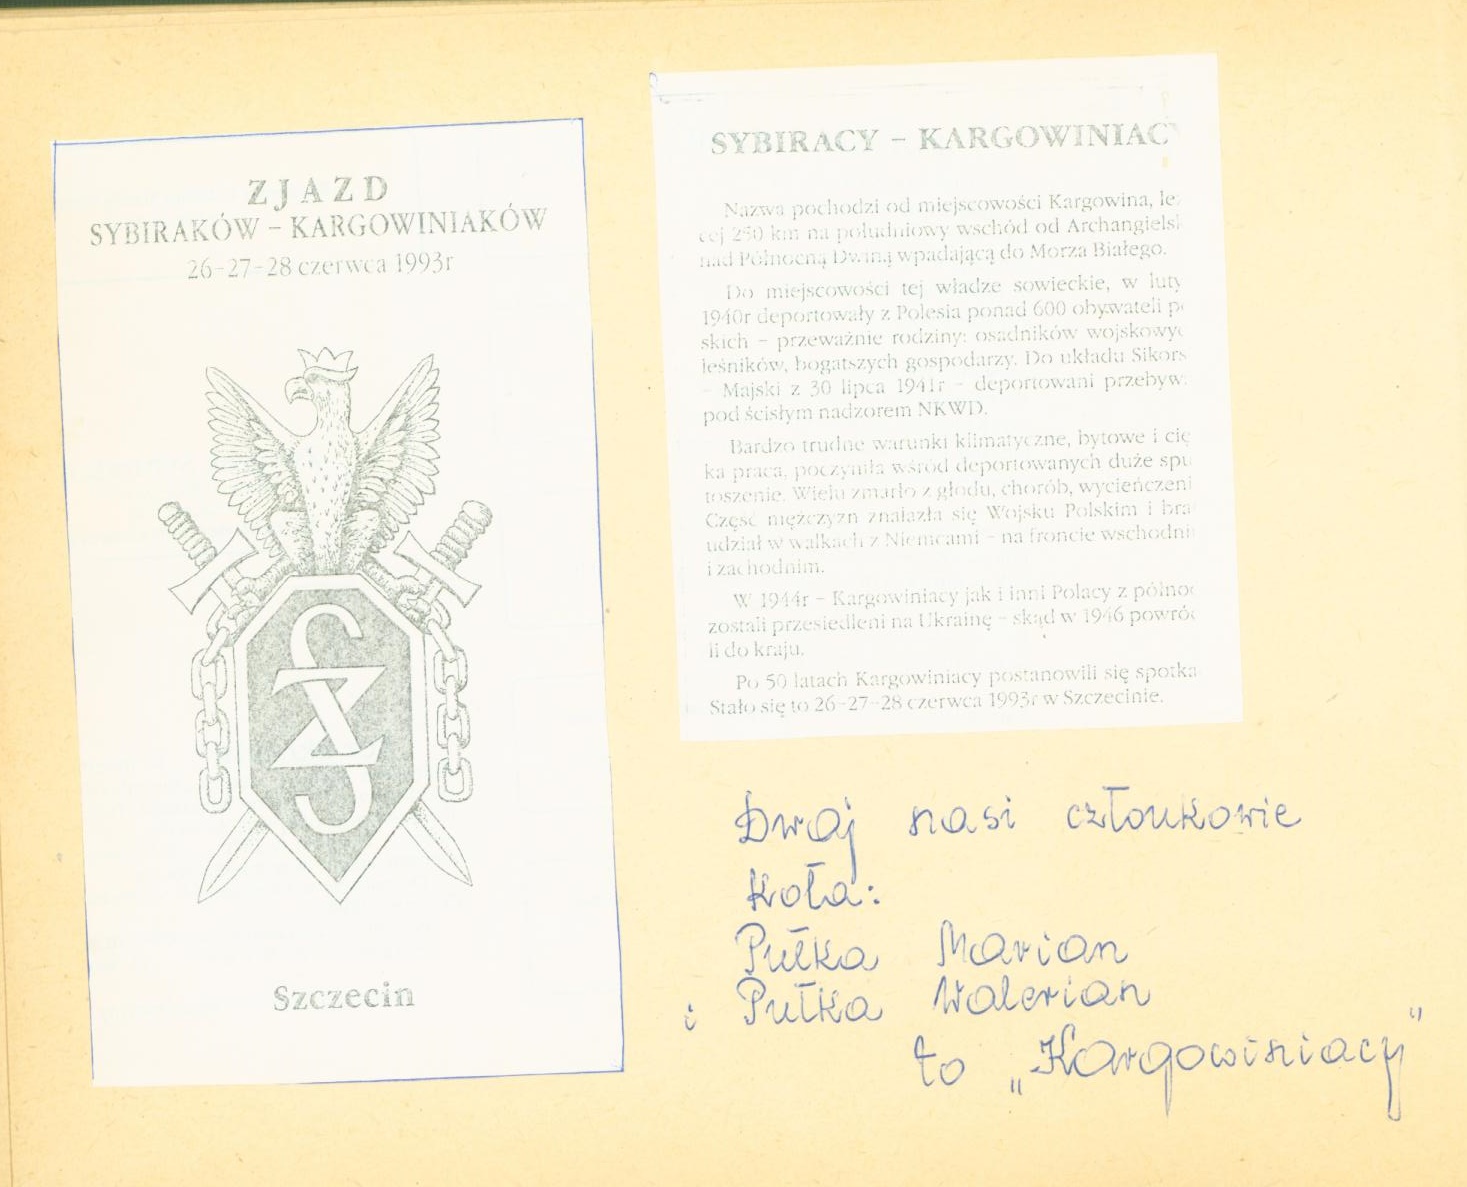 ZJAZD
SYBIRAKÓW – KARGOWINIAKÓW
26-27-28 czerwca 1993r
SZ
Szczecin
SYBIRACY – KARGOWINIAC
Nazwa pochodzi od miejscowości Kargowina, le
cej 250 km na południowy wschód od Archangiels
nad Północną Dwiną wpadającą do Morza Białego.
Do miejscowości tej władze sowieckie, w luty
1940r deportowały z Polesia ponad 600 obywateli p
skich – przeważnie rodziny: osadników wojskowy
leśników, bogatszych gospodarzy. Do układu Sikors
– Majski z 30 lipca 1941r – deportowani przebyw
pod ścisłym nadzorem NKWD.
Bardzo trudne warunki klimatyczne, bytowe i cię
ka praca, poczyniła wśród deportowanych duże spu
toszenie. Wielu zmarło z głodu, chorób, wycieńczeni
Część mężczyzn znalazła się Wojsku Polskim i bra
udział w walkach z Niemcami – na froncie wschodni
i zachodnim.
W 1944r – Kargowiniacy jak i inni Polacy z północ
zostali przesiedleni na Ukrainę – skąd w 1946 powróc
li do kraju.
Po 50 latach Kargowiniacy postanowili się spotka
Stało się to 26-27-28 czerwca 1993r w Szczecinie.
Dwaj nasi członkowie
Koła:
Pułka Marian
i Pułka Walerian
to „Kargowiniacy"